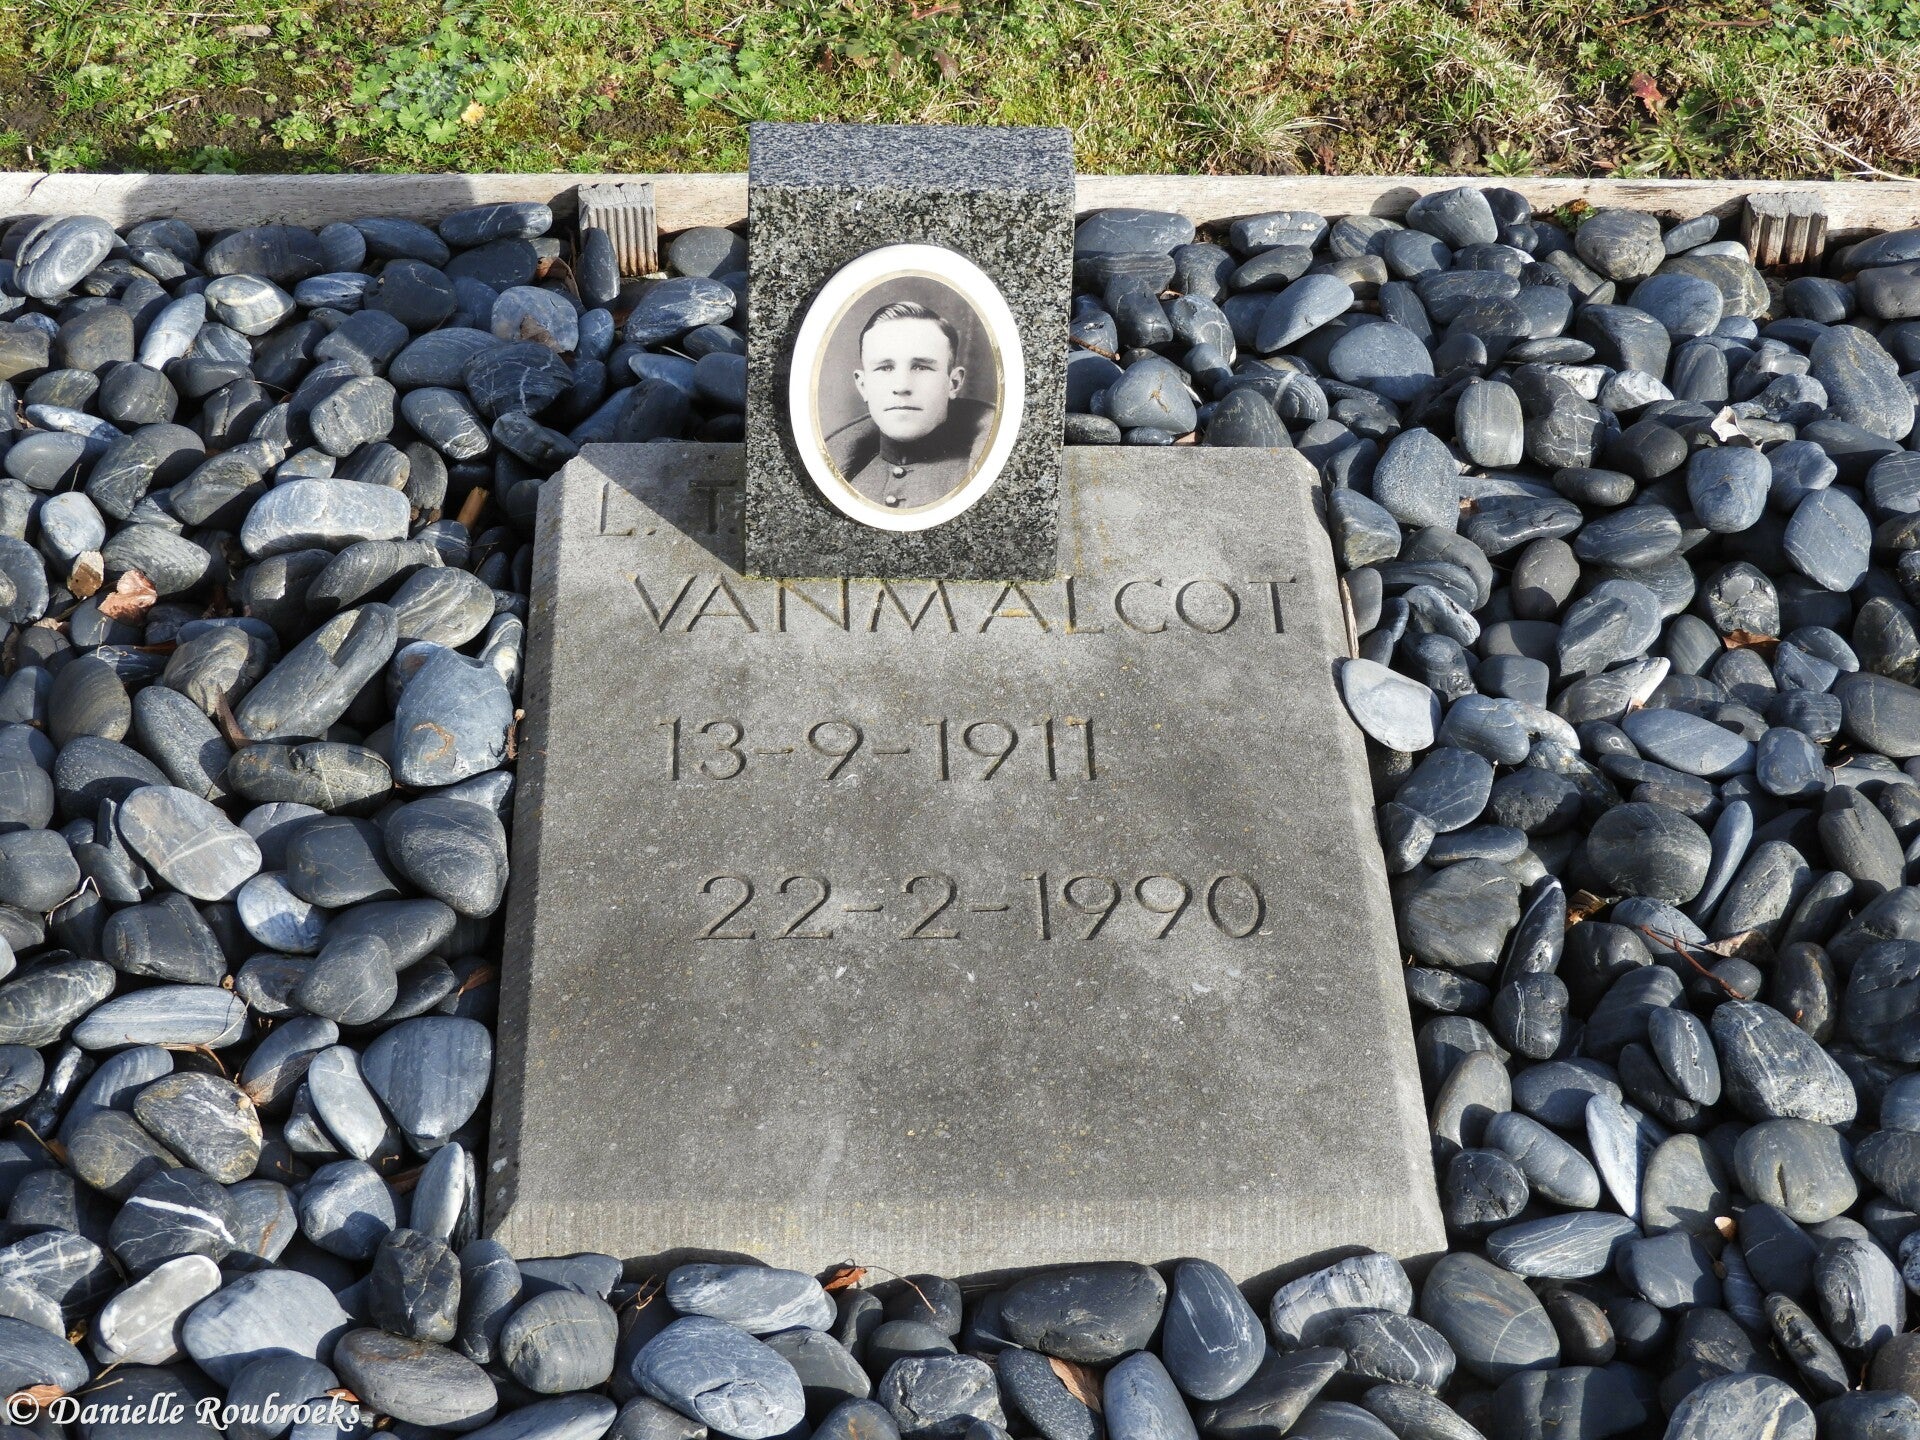 L. T.
VANMALCOT
13-9-1911
22-2-1990
© Danielle Roubroeks